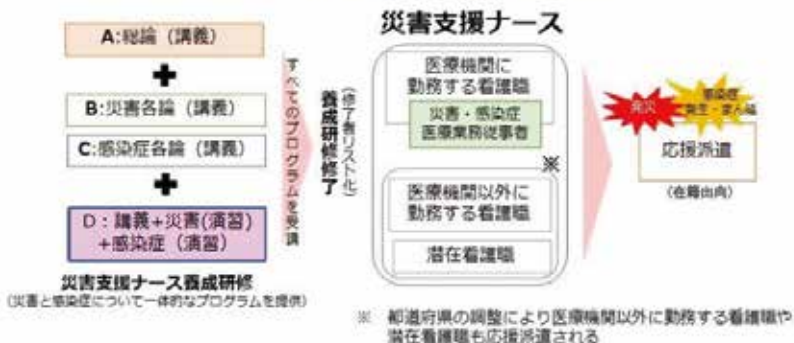 A:総論（講義）
B:災害各論（講義）
C:感染症各論（講義）
D：講義+災害(演習)
+感染症（演習）
災害支援ナース養成研修
（災害と感染症について一体的なプログラムを提供）
すべてのプログラムを受講
養成研修修了
（修了者リスト化）
災害支援ナース
医療機関に
勤務する看護職
災害・感染症
医療業務従事者
※
医療機関以外に
勤務する看護職
潜在看護職
発災
感染症
発生・まん延
応援派遣
（在籍出向）
※ 都道府県の調整により医療機関以外に勤務する看護職や
潜在看護職も応援派遣される